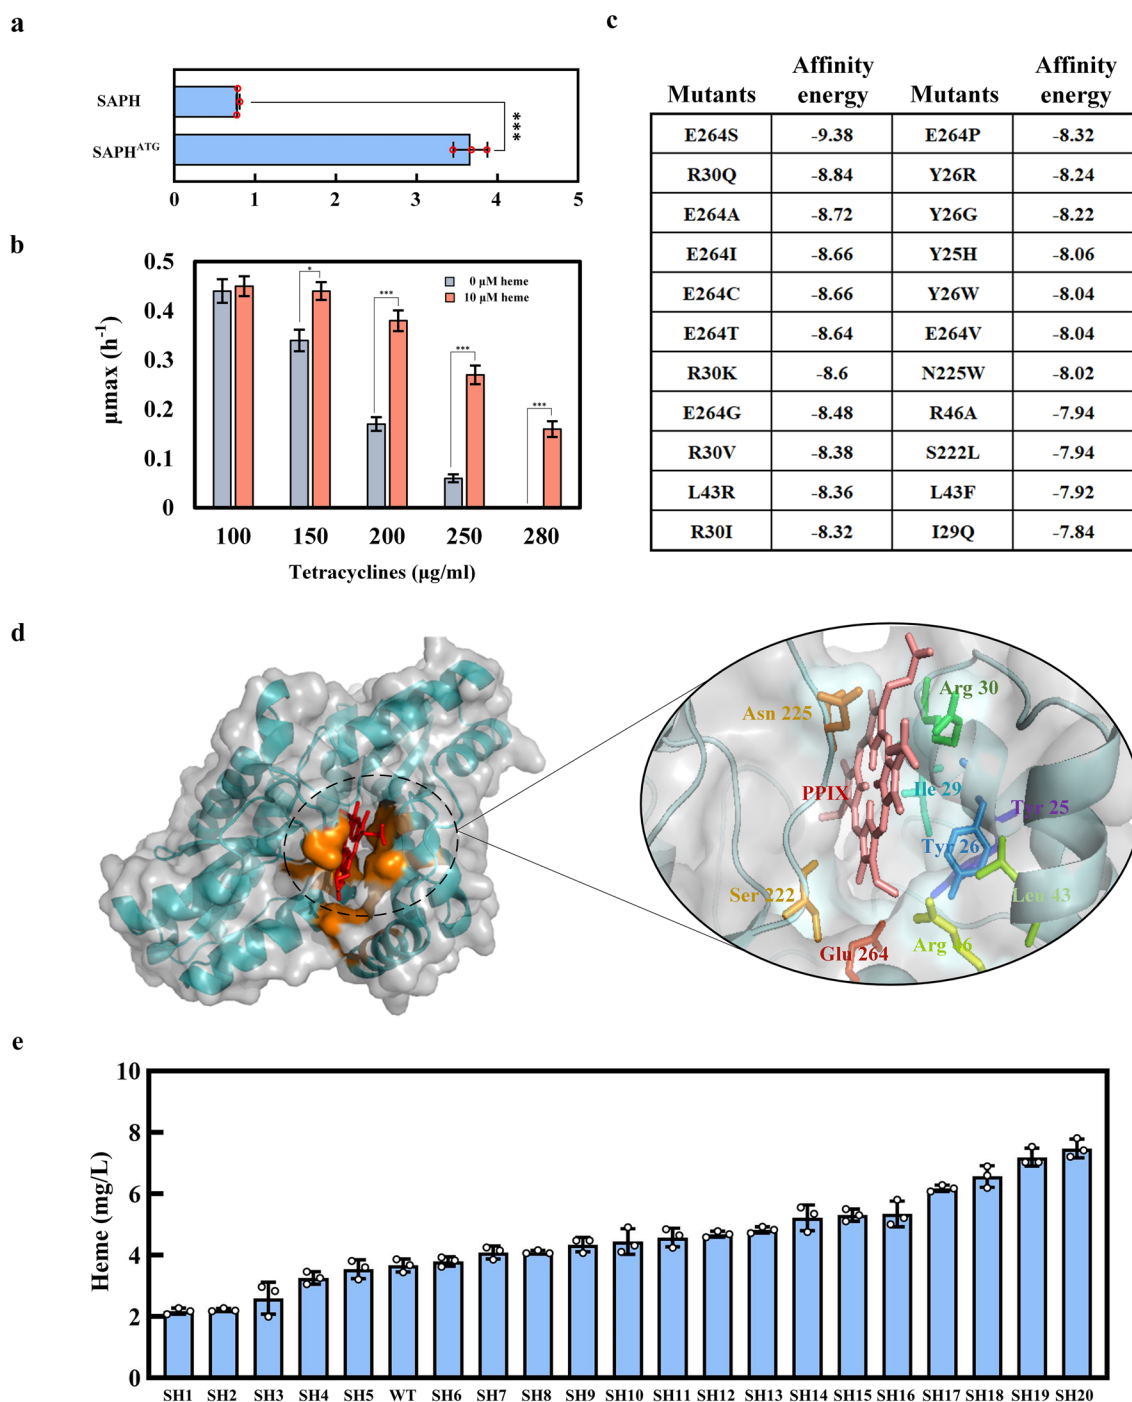 a
SAPH
SAPH^ATG
***
0 1 2 3 4 5
b
0.5
0.4
0.3
0.2
0.1
0
μmax (h⁻¹)
0 μM heme
10 μM heme
*
***
***
***
100 150 200 250 280
Tetracyclines (μg/ml)
c
Mutants Affinity energy Mutants Affinity energy
E264S -9.38 E264P -8.32
R30Q -8.84 Y26R -8.24
E264A -8.72 Y26G -8.22
E264I -8.66 Y25H -8.06
E264C -8.66 Y26W -8.04
E264T -8.64 E264V -8.04
R30K -8.6 N225W -8.02
E264G -8.48 R46A -7.94
R30V -8.38 S222L -7.94
L43R -8.36 L43F -7.92
R30I -8.32 I29Q -7.84
d
Arg 30
Asn 225
PPIX
Ile 29
Tyr 25
Tyr 26
Ser 222
Leu 43
Arg 46
Glu 264
e
10
8
6
4
2
0
Heme (mg/L)
SH1 SH2 SH3 SH4 SH5 WT SH6 SH7 SH8 SH9 SH10 SH11 SH12 SH13 SH14 SH15 SH16 SH17 SH18 SH19 SH20